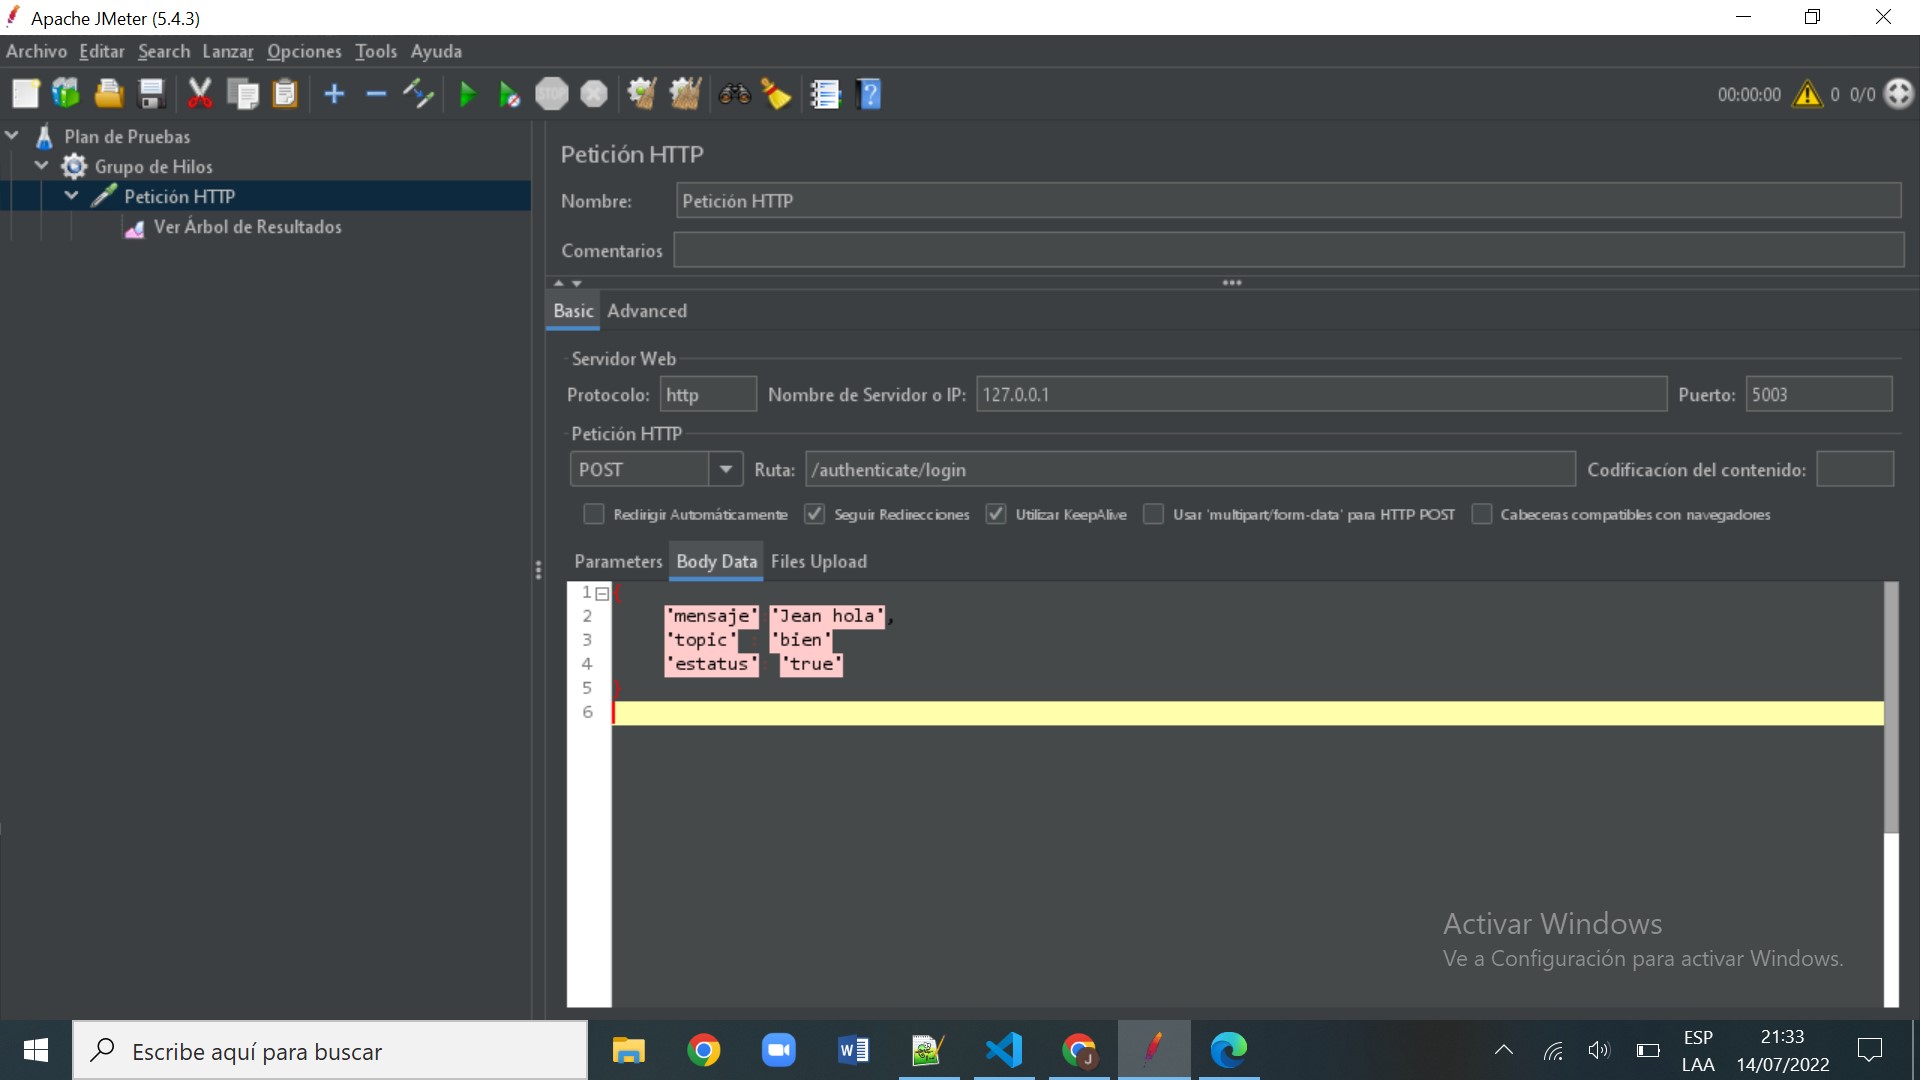 Apache JMeter (5.4.3)
Archivo Editar Search Lanzar Opciones Tools Ayuda
STOP
00:00:00 0 0/0
Plan de Pruebas
Grupo de Hilos
Petición HTTP
Ver Árbol de Resultados
Petición HTTP
Nombre: Petición HTTP
Comentarios
Basic Advanced
Servidor Web
Protocolo: http Nombre de Servidor o IP: 127.0.0.1 Puerto: 5003
Petición HTTP
POST Ruta: /authenticate/login Codificacíon del contenido:
Redirigir Automáticamente Seguir Redirecciones Utilizar KeepAlive Usar 'multipart/form-data' para HTTP POST Cabeceras compatibles con navegadores
Parameters Body Data Files Upload
1 {
2 'mensaje': 'Jean hola',
3 'topic' : 'bien'
4 'estatus': 'true'
5 }
6
Activar Windows
Ve a Configuración para activar Windows.
Escribe aquí para buscar
ESP
LAA
21:33
14/07/2022